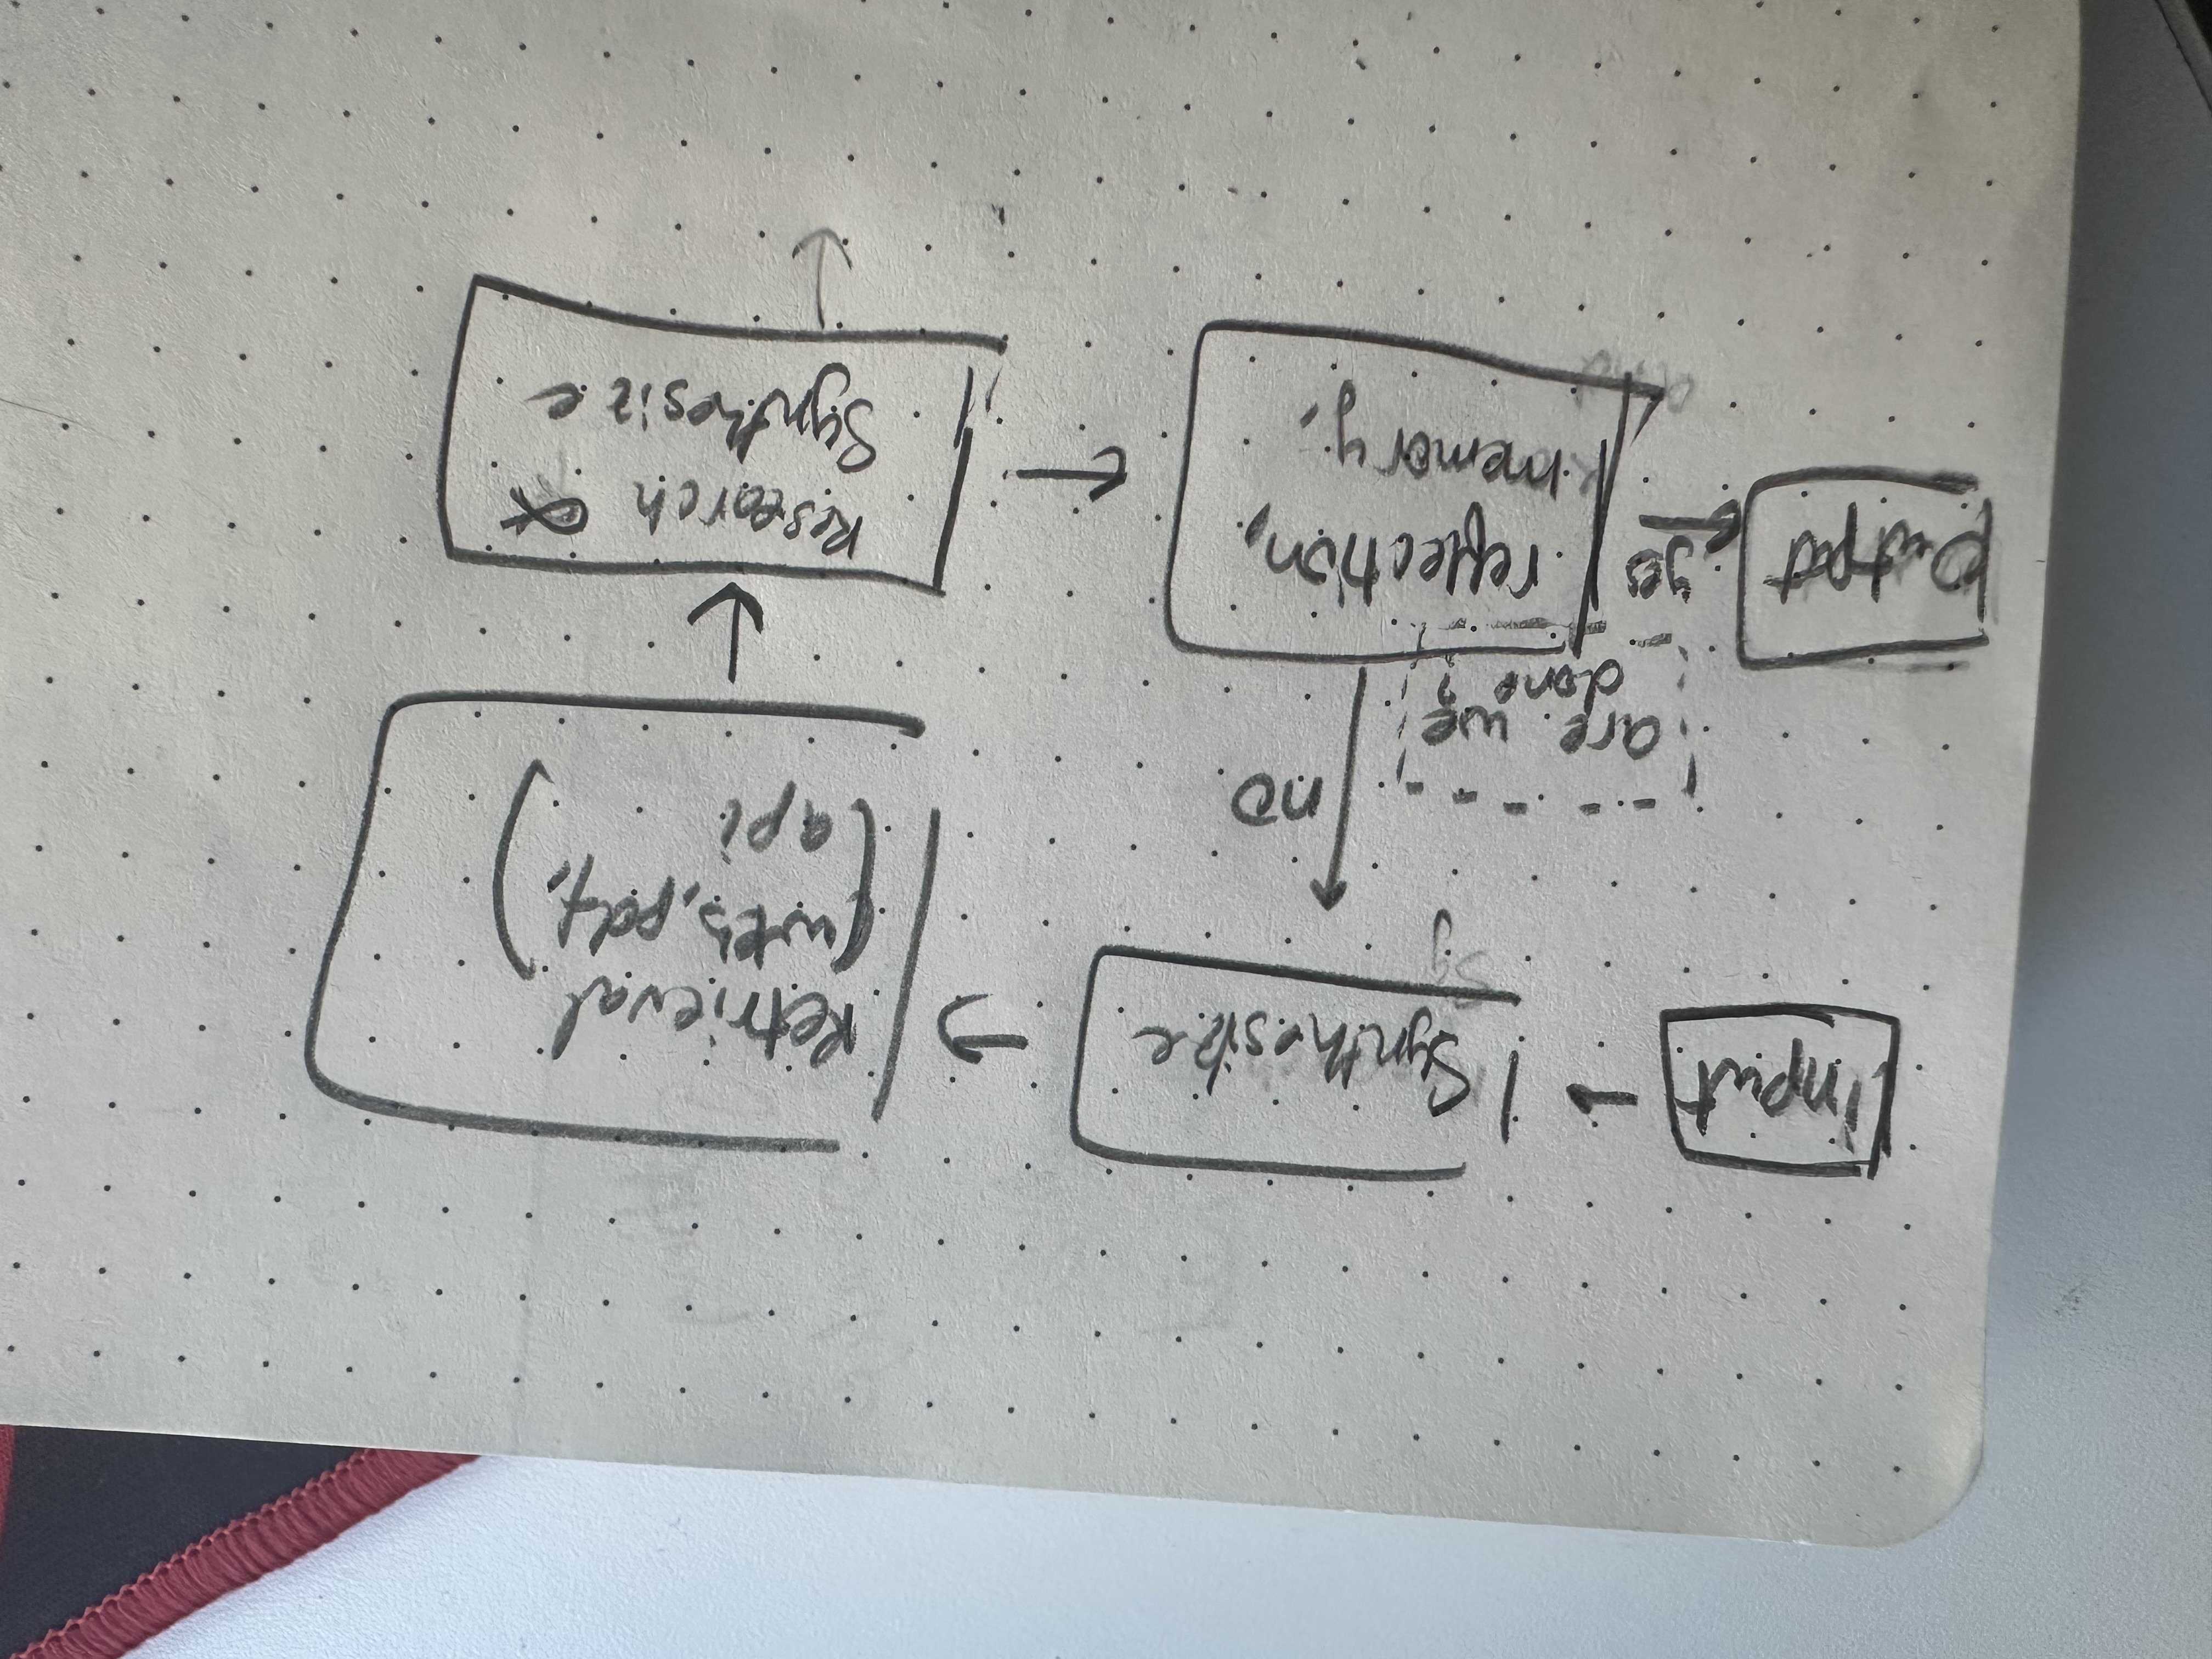 Input
Synthesize
Retrieval
(web, pdf,
api)
Research &
Synthesize
no
are we
done
?
reflection,
memory.
yes
Output